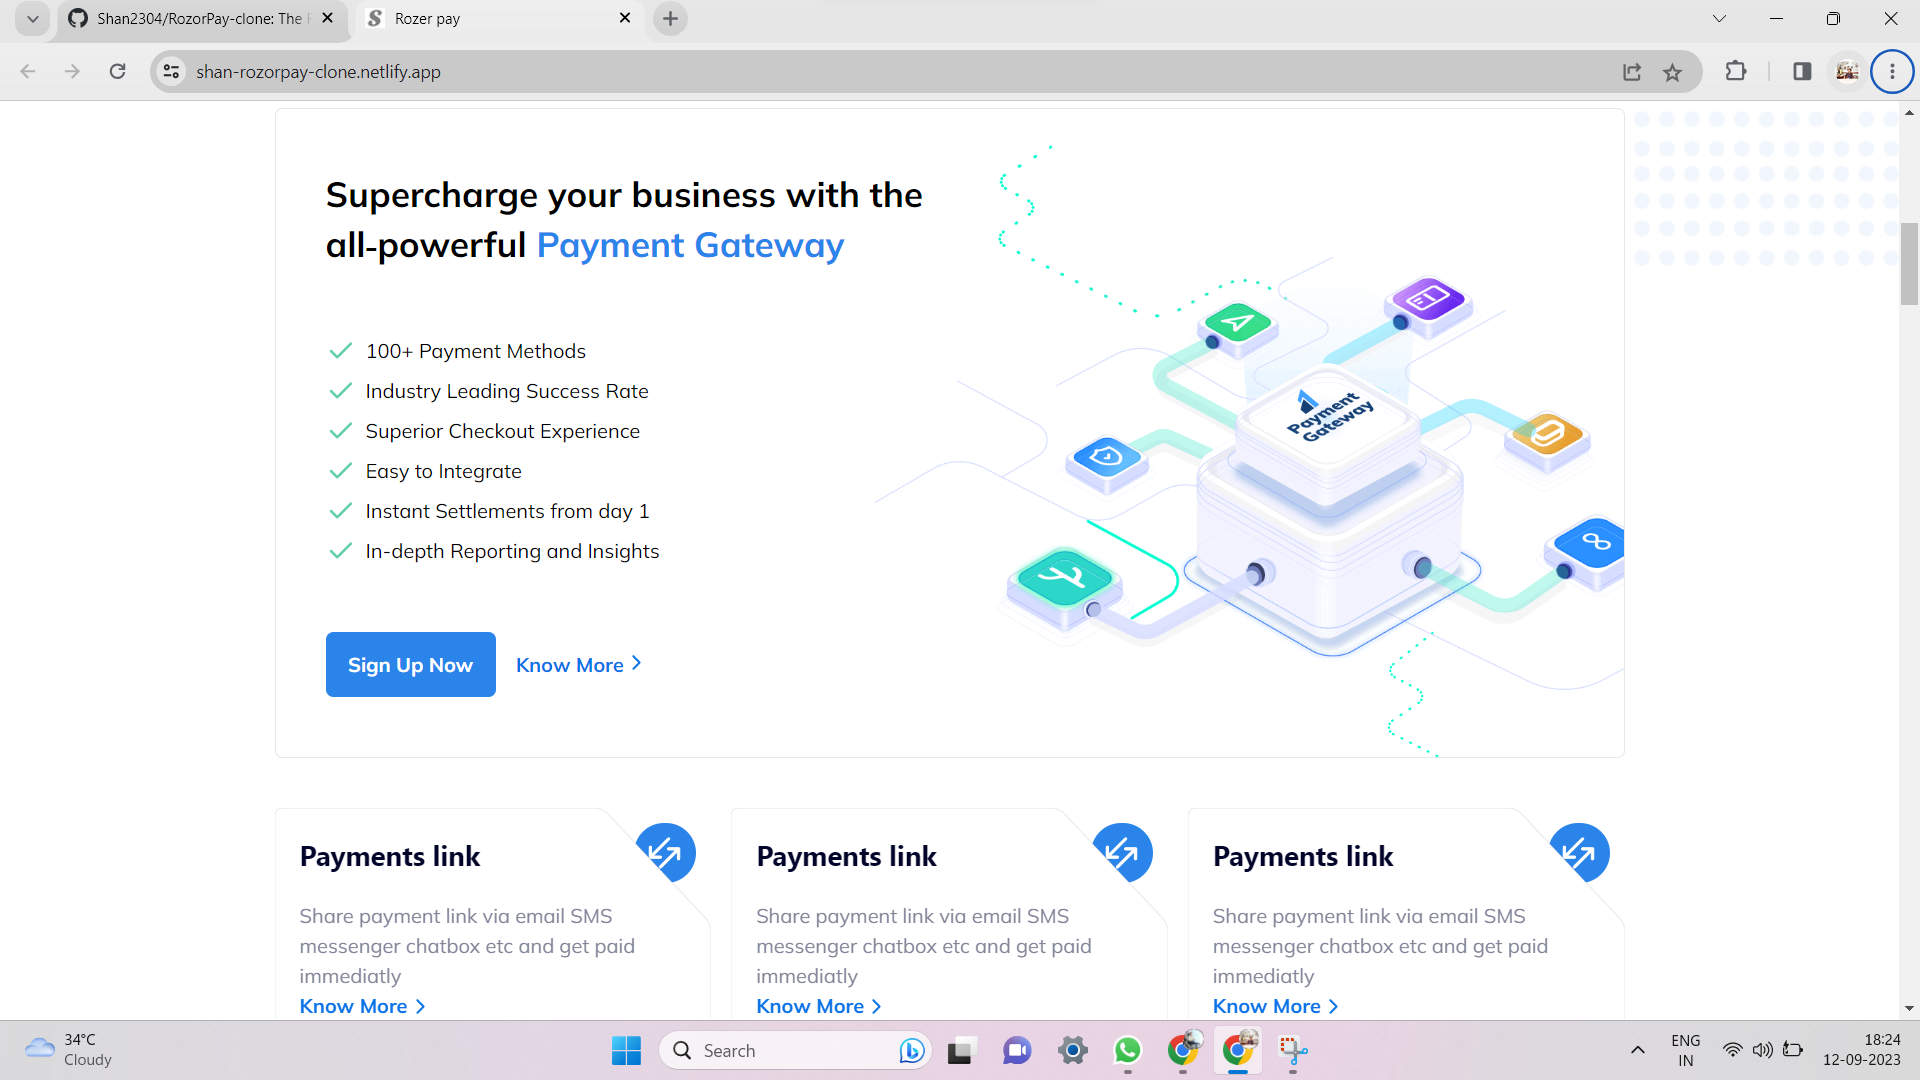 Shan2304/RozorPay-clone: The
Rozer pay
shan-rozorpay-clone.netlify.app
Supercharge your business with the
all-powerful Payment Gateway
100+ Payment Methods
Industry Leading Success Rate
Superior Checkout Experience
Easy to Integrate
Instant Settlements from day 1
In-depth Reporting and Insights
Sign Up Now
Know More
Payment
Gateway
Payments link
Share payment link via email SMS
messenger chatbox etc and get paid
immediatly
Know More
Payments link
Share payment link via email SMS
messenger chatbox etc and get paid
immediatly
Know More
Payments link
Share payment link via email SMS
messenger chatbox etc and get paid
immediatly
Know More
34°C
Cloudy
Search
ENG
IN
18:24
12-09-2023